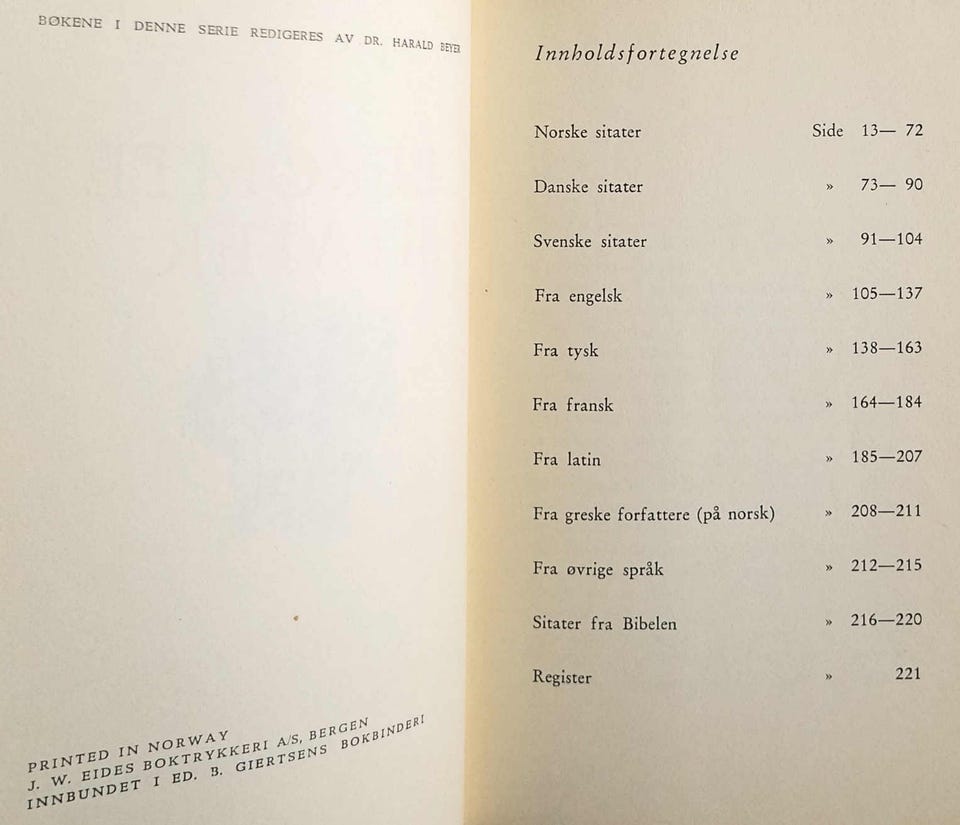 BØKENE I DENNE SERIE REDIGERES AV DR. HARALD BEYER
PRINTED IN NORWAY
J. W. EIDES BOKTRYKKERI A/S, BERGEN
INNBUNDET I ED. B. GIERTSENS BOKBINDERI
Innholdsfortegnelse
Norske sitater Side 13— 72
Danske sitater » 73— 90
Svenske sitater » 91—104
Fra engelsk » 105—137
Fra tysk » 138—163
Fra fransk » 164—184
Fra latin » 185—207
Fra greske forfattere (på norsk) » 208—211
Fra øvrige språk » 212—215
Sitater fra Bibelen » 216—220
Register » 221